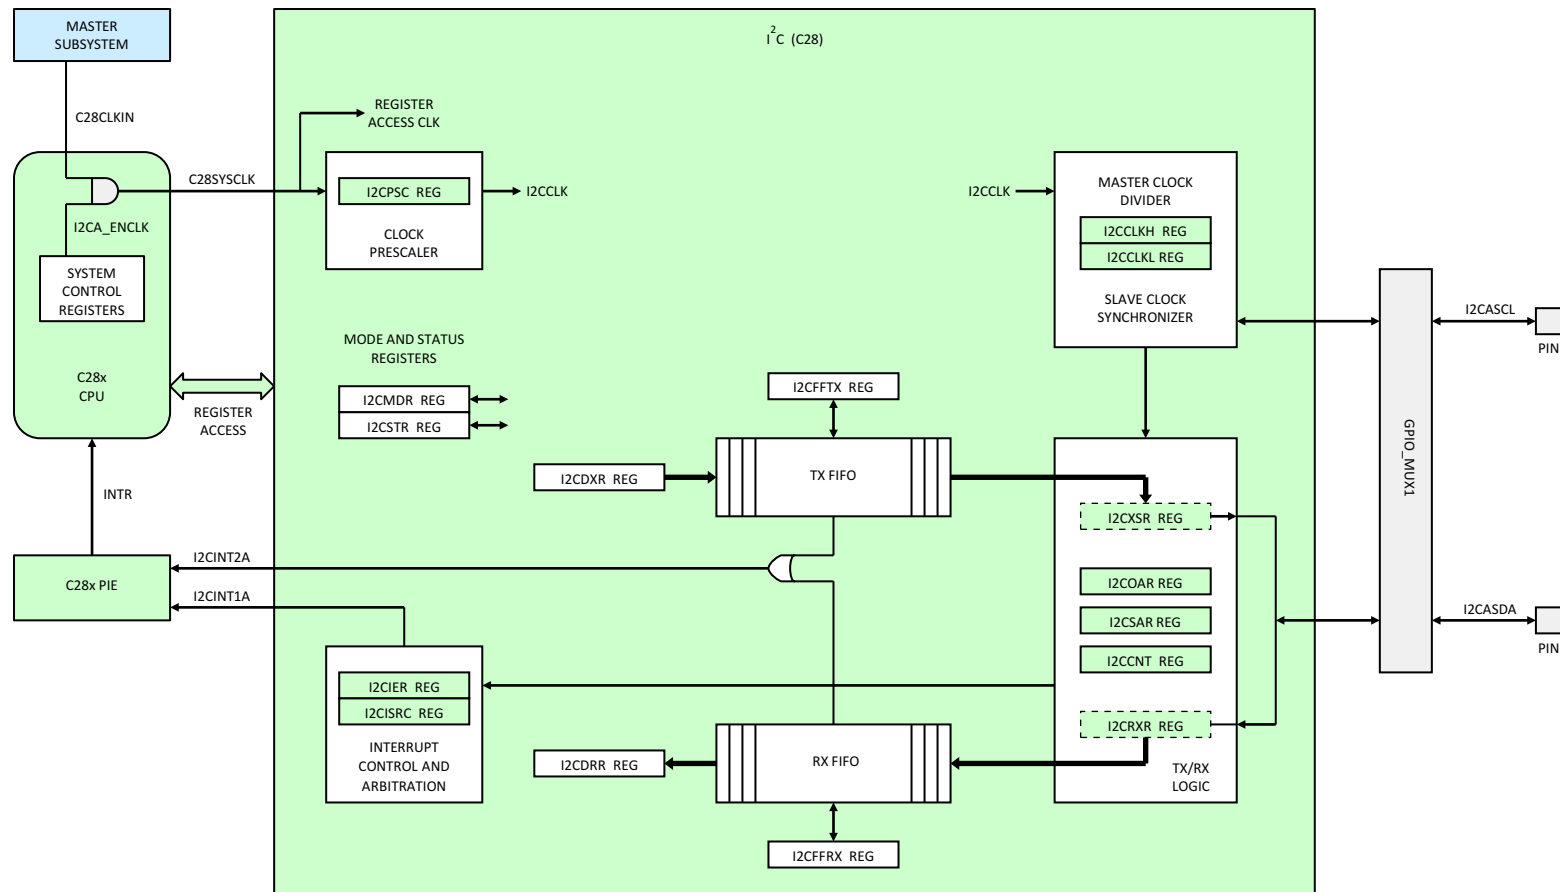 MASTER
SUBSYSTEM
I2C (C28)
C28CLKIN
REGISTER
ACCESS CLK
C28SYSCLK
I2CPSC REG
CLOCK
PRESCALER
I2CCLK
I2CCLK
MASTER CLOCK
DIVIDER
I2CCLKH REG
I2CCLKL REG
SLAVE CLOCK
SYNCHRONIZER
I2CA_ENCLK
SYSTEM
CONTROL
REGISTERS
C28x
CPU
REGISTER
ACCESS
MODE AND STATUS
REGISTERS
I2CMDR REG
I2CSTR REG
I2CFFTX REG
I2CDXR REG
TX FIFO
I2CXSR REG
I2COAR REG
I2CSAR REG
I2CCNT REG
I2CRXR REG
TX/RX
LOGIC
GPIO_MUX1
I2CASCL
PIN
I2CASDA
PIN
INTR
C28x PIE
I2CINT2A
I2CINT1A
I2CIER REG
I2CISRC REG
INTERRUPT
CONTROL AND
ARBITRATION
I2CDRR REG
RX FIFO
I2CFFRX REG